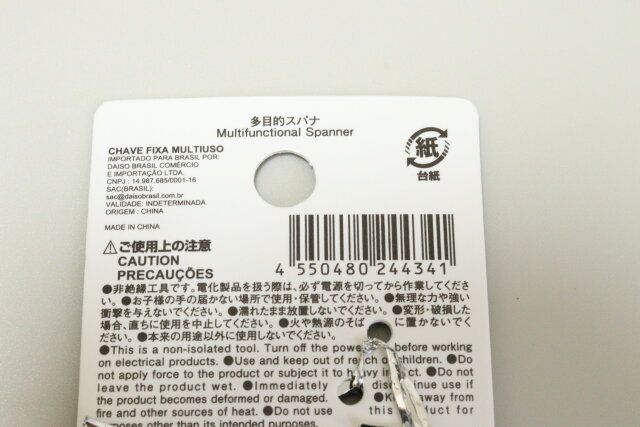 多目的スパナ
Multifunctional Spanner
CHAVE FIXA MULTIUSO
IMPORTADO PARA BRASIL POR:
DAISO BRASIL COMÉRCIO
E IMPORTAÇÃO LTDA.
CNPJ : 14.987.685/0001-16
SAC(BRASIL):
sac@daisobrasil.com.br
VALIDADE: INDETERMINADA
ORIGEM : CHINA
MADE IN CHINA
紙
台紙
4 550480 244341
⚠ご使用上の注意
CAUTION
PRECAUÇÕES
●非絶縁工具です。電化製品を扱う際は、必ず電源を切ってから作業してくださ
い。●お子様の手の届かない場所で使用・保管してください。●無理な力や強い
衝撃を与えないでください。●濡れたまま放置しないでください。●変形・破損した
場合、直ちに使用を中止してください。●火や熱源のそば に置かないでく
ださい。●本来の用途以外に使用しないでください。
●This is a non-isolated tool. Turn off the power before working
on electrical products. ●Use and keep out of reach children. ●Do
not apply force to the product or subject it to heavy ct. ●Do not
leave the product wet. ●Immediately discontinue use if
the product becomes deformed or damaged. ●K away from
fire and other sources of heat. ●Do not use this product for
purposes other than its intended purposes.